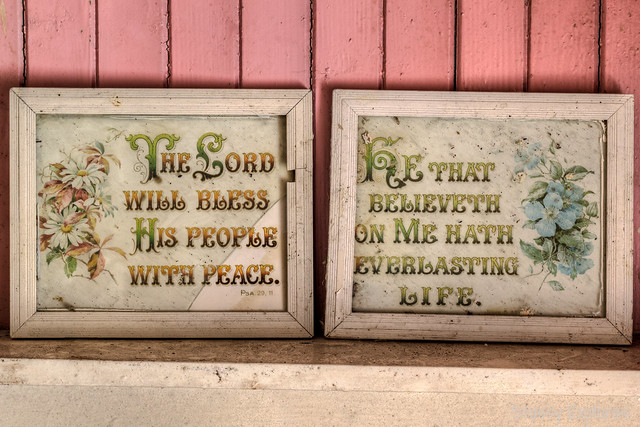 The Lord
will bless
His people
with peace.
Psa. 29, 11
He that
believeth
on Me hath
everlasting
life.